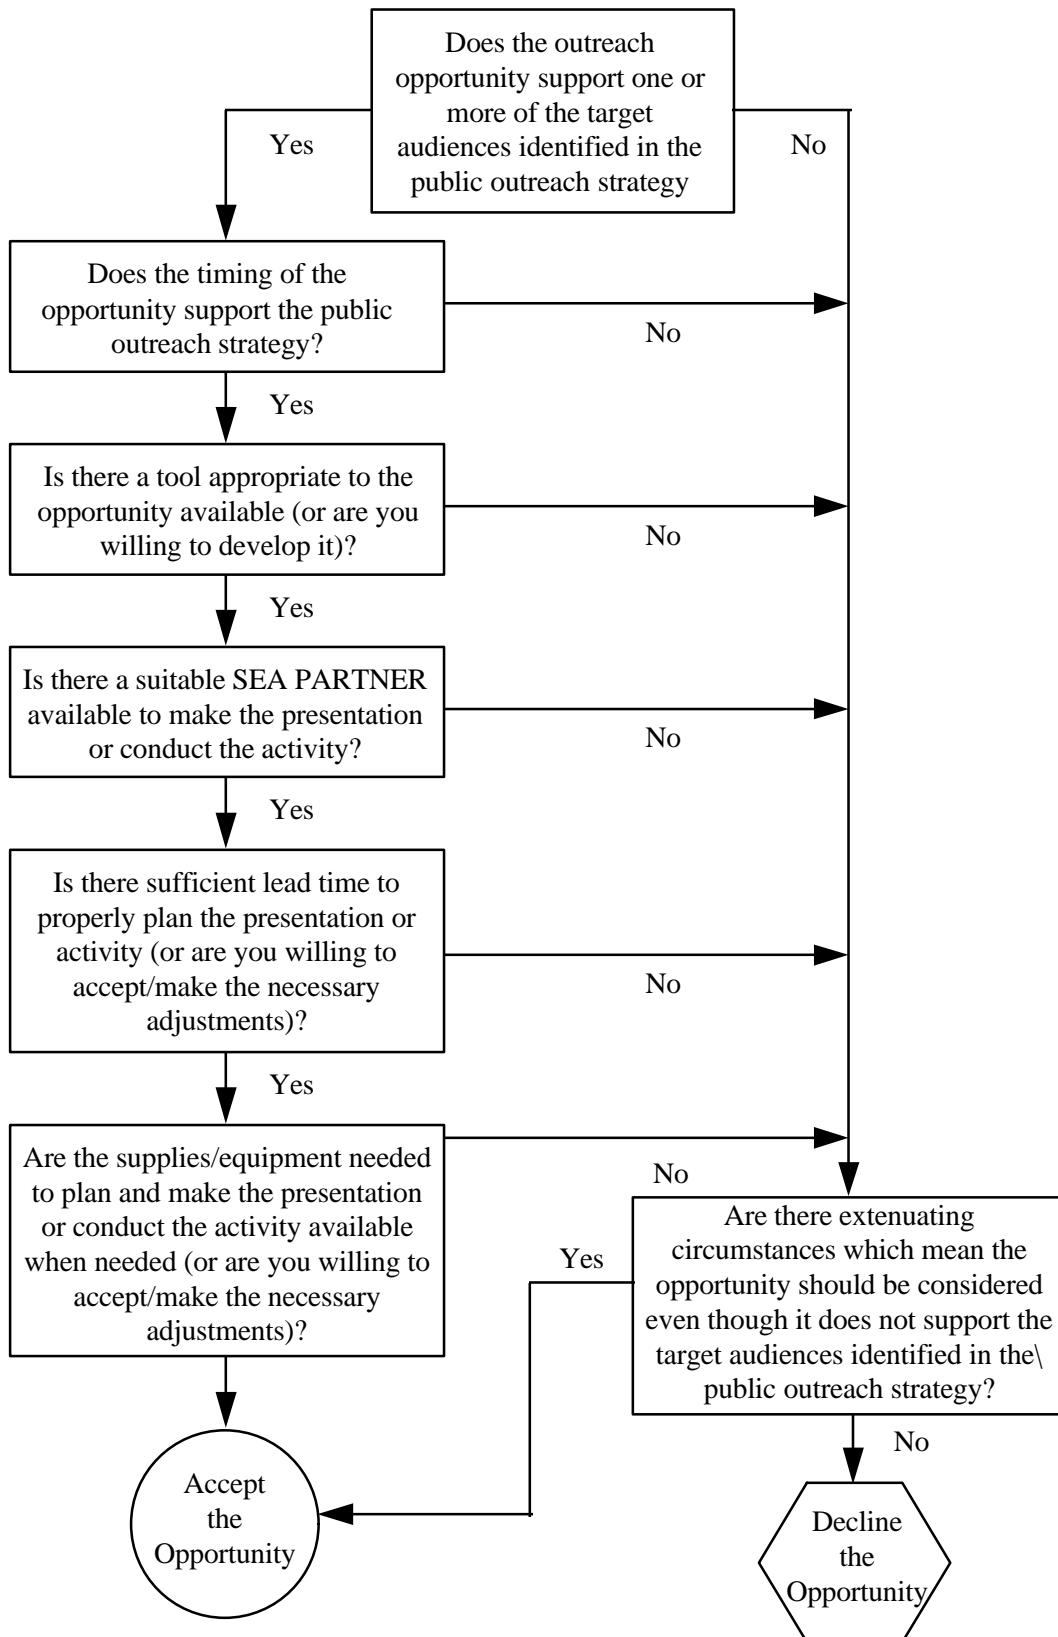 Does the outreach
opportunity support one or
more of the target
audiences identified in the
public outreach strategy
Yes
No
Does the timing of the
opportunity support the public
outreach strategy?
No
Yes
Is there a tool appropriate to the
opportunity available (or are you
willing to develop it)?
No
Yes
Is there a suitable SEA PARTNER
available to make the presentation
or conduct the activity?
No
Yes
Is there sufficient lead time to
properly plan the presentation or
activity (or are you willing to
accept/make the necessary
adjustments)?
No
Yes
Are the supplies/equipment needed
to plan and make the presentation
or conduct the activity available
when needed (or are you willing to
accept/make the necessary
adjustments)?
No
Yes
Are there extenuating
circumstances which mean the
opportunity should be considered
even though it does not support the
target audiences identified in the\
public outreach strategy?
No
Accept
the
Opportunity
Decline
the
Opportunity